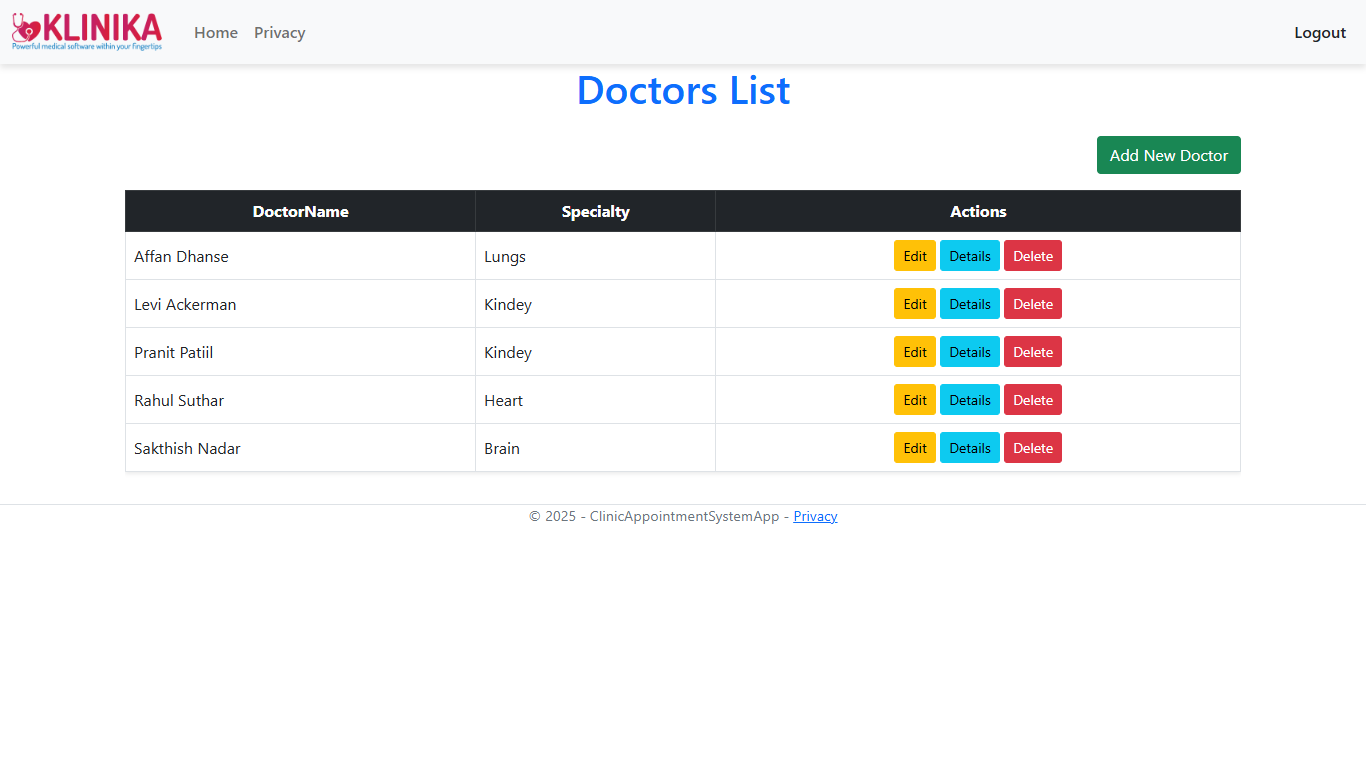 KLINIKA
Powerful medical software within your fingertips
Home Privacy Logout
Doctors List
Add New Doctor
DoctorName Specialty Actions
Affan Dhanse Lungs Edit Details Delete
Levi Ackerman Kindey Edit Details Delete
Pranit Patiil Kindey Edit Details Delete
Rahul Suthar Heart Edit Details Delete
Sakthish Nadar Brain Edit Details Delete
© 2025 - ClinicAppointmentSystemApp - Privacy